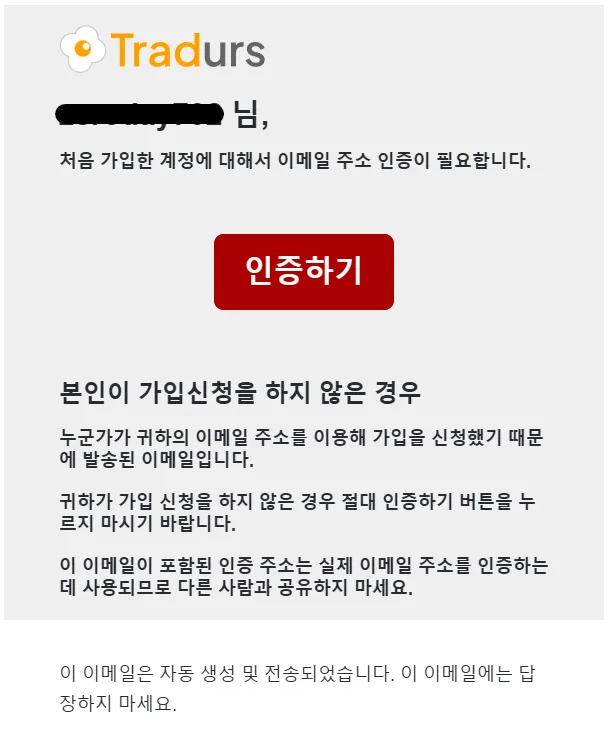 Tradurs
님,
처음 가입한 계정에 대해서 이메일 주소 인증이 필요합니다.
인증하기
본인이 가입신청을 하지 않은 경우
누군가가 귀하의 이메일 주소를 이용해 가입을 신청했기 때문
에 발송된 이메일입니다.
귀하가 가입 신청을 하지 않은 경우 절대 인증하기 버튼을 누
르지 마시기 바랍니다.
이 이메일이 포함된 인증 주소는 실제 이메일 주소를 인증하는
데 사용되므로 다른 사람과 공유하지 마세요.
이 이메일은 자동 생성 및 전송되었습니다. 이 이메일에는 답
장하지 마세요.